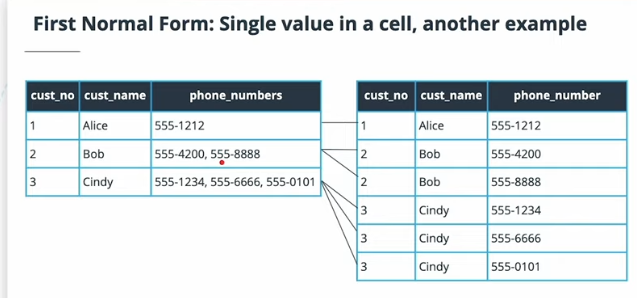 First Normal Form: Single value in a cell, another example
cust_no cust_name phone_numbers
1 Alice 555-1212
2 Bob 555-4200, 555-8888
3 Cindy 555-1234, 555-6666, 555-0101
cust_no cust_name phone_number
1 Alice 555-1212
2 Bob 555-4200
2 Bob 555-8888
3 Cindy 555-1234
3 Cindy 555-6666
3 Cindy 555-0101